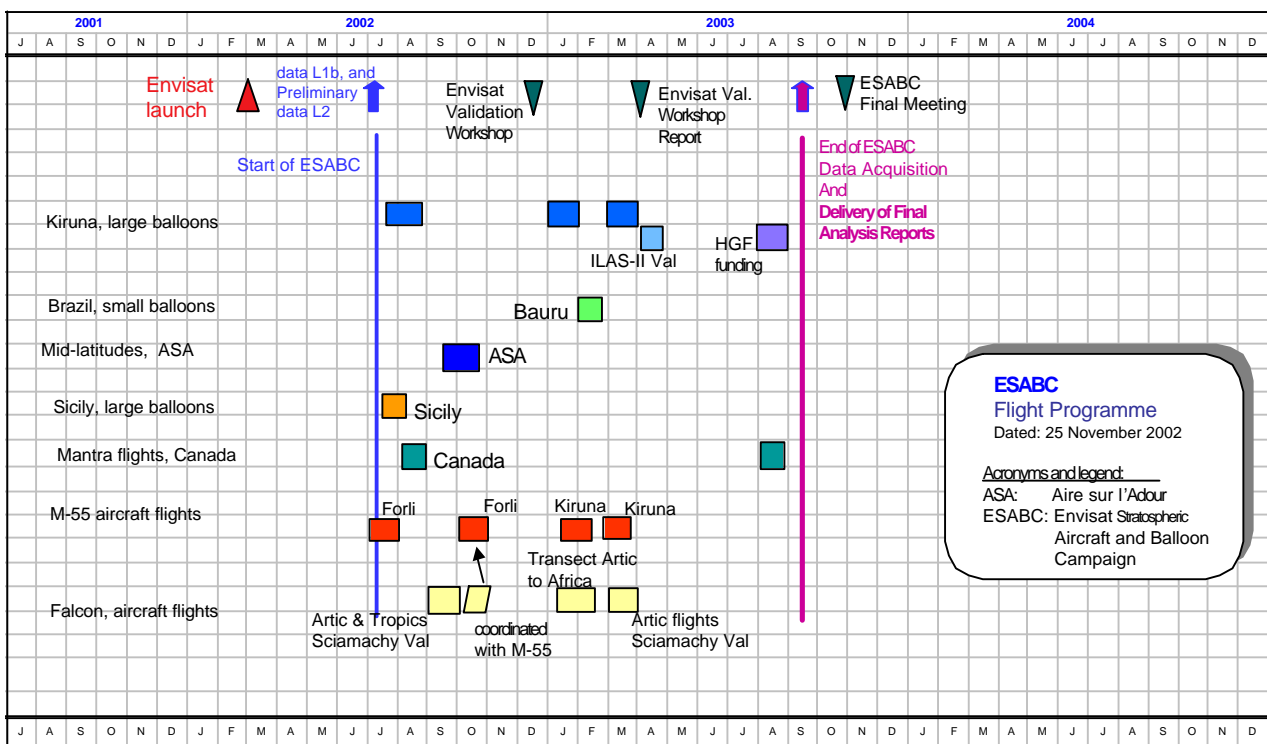 2001 2002 2003 2004
J A S O N D J F M A M J J A S O N D J F M A M J J A S O N D J F M A M J J A S O N D
Envisat
launch
data L1b, and
Preliminary
data L2
Envisat
Validation
Workshop
Envisat Val.
Workshop
Report
ESABC
Final Meeting
Start of ESABC
End of ESABC
Data Acquisition
And
Delivery of Final
Analysis Reports
Kiruna, large balloons
ILAS-II Val
HGF
funding
Brazil, small balloons
Bauru
Mid-latitudes, ASA
ASA
Sicily, large balloons
Sicily
Mantra flights, Canada
Canada
M-55 aircraft flights
Forli
Forli
Kiruna
Kiruna
Transect Artic
to Africa
Falcon, aircraft flights
Artic & Tropics
Sciamachy Val
coordinated
with M-55
Artic flights
Sciamachy Val
ESABC
Flight Programme
Dated: 25 November 2002
Acronyms and legend:
ASA: Aire sur l'Adour
ESABC: Envisat Stratospheric
Aircraft and Balloon
Campaign
J A S O N D J F M A M J J A S O N D J F M A M J J A S O N D J F M A M J J A S O N D